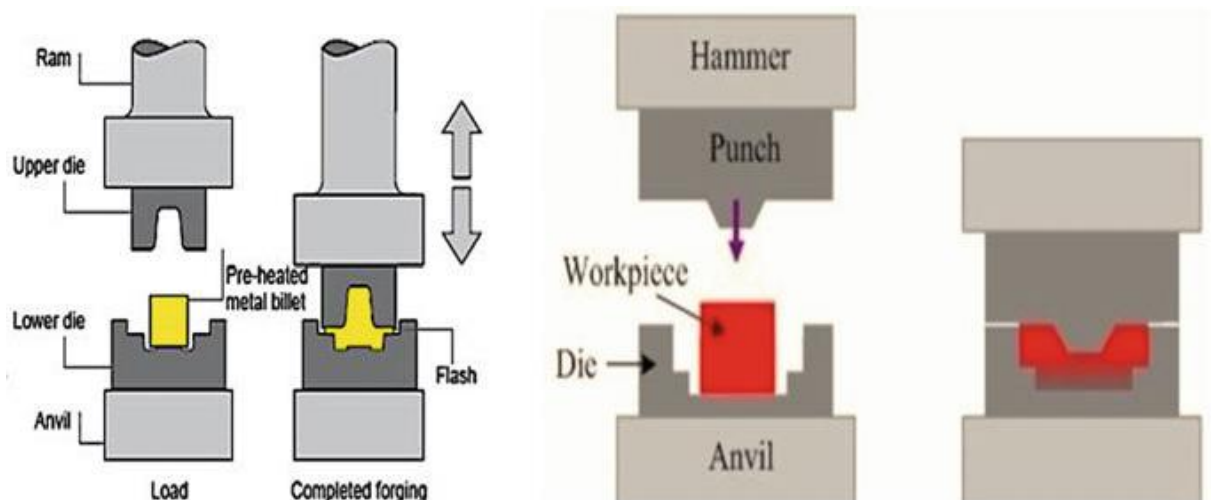 Ram
Upper die
Pre-heated
metal billet
Lower die
Flash
Anvil
Load
Completed forging
Hammer
Punch
Workpiece
Die
Anvil